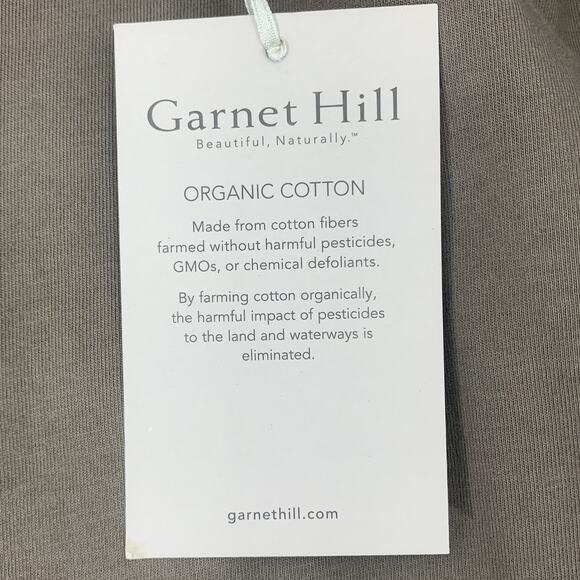 Garnet Hill
Beautiful, Naturally.™
ORGANIC COTTON
Made from cotton fibers
farmed without harmful pesticides,
GMOs, or chemical defoliants.
By farming cotton organically,
the harmful impact of pesticides
to the land and waterways is
eliminated.
garnethill.com